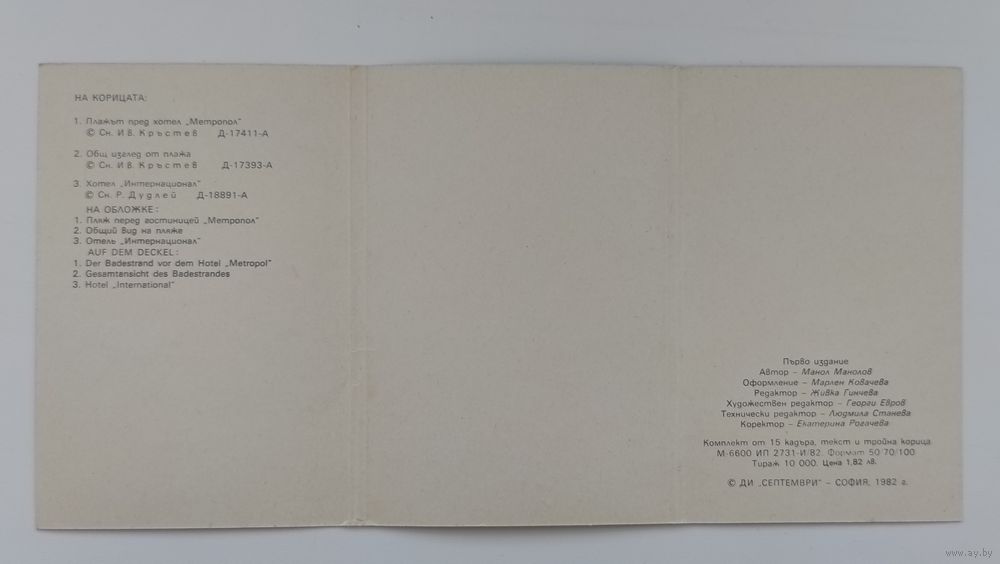 НА КОРИЦАТА:
1. Плажът пред хотел „Метропол"
© Сн. Ив. Кръстев Д-17411-А
2. Общ изглед от плажа
© Сн. Ив. Кръстев Д-17393-А
3. Хотел „Интернационал"
© Сн. Р. Дудлей Д-18891-А
НА ОБЛОЖКЕ:
1. Пляж перед гостиницей „Метропол"
2. Общий вид на пляже
3. Отель „Интернационал"
AUF DEM DECKEL:
1. Der Badestrand vor dem Hotel „Metropol"
2. Gesamtansicht des Badestrandes
3. Hotel „International"
Първо издание
Автор – Манол Манолов
Оформление – Марлен Ковачева
Редактор – Живка Гинчева
Художествен редактор – Георги Евров
Технически редактор – Людмила Станева
Коректор – Екатерина Рогачева
Комплект от 15 кадъра, текст и тройна корица.
М-6600 ИП 2731-И/82. Формат 50/70/100
Тираж 10 000. Цена 1,82 лв.
© ДИ „СЕПТЕМВРИ" – СОФИЯ, 1982 г.
www.ay.by